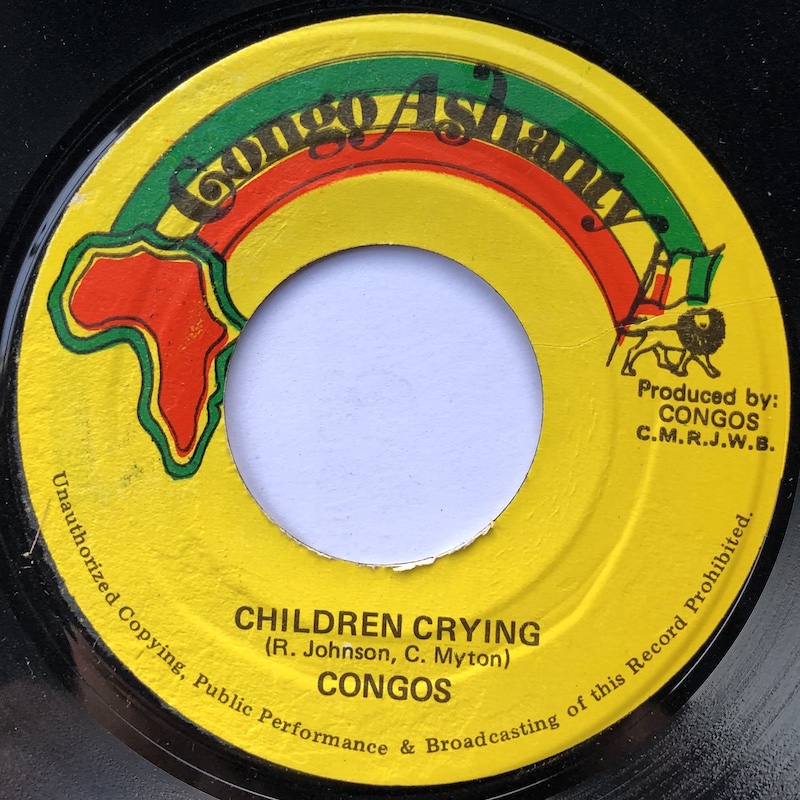 Congo Ashanty
Produced by:
CONGOS
C.M.R.J.W.B.
CHILDREN CRYING
(R. Johnson, C. Myton)
CONGOS
Unauthorized Copying, Public Performance & Broadcasting of this Record Prohibited.